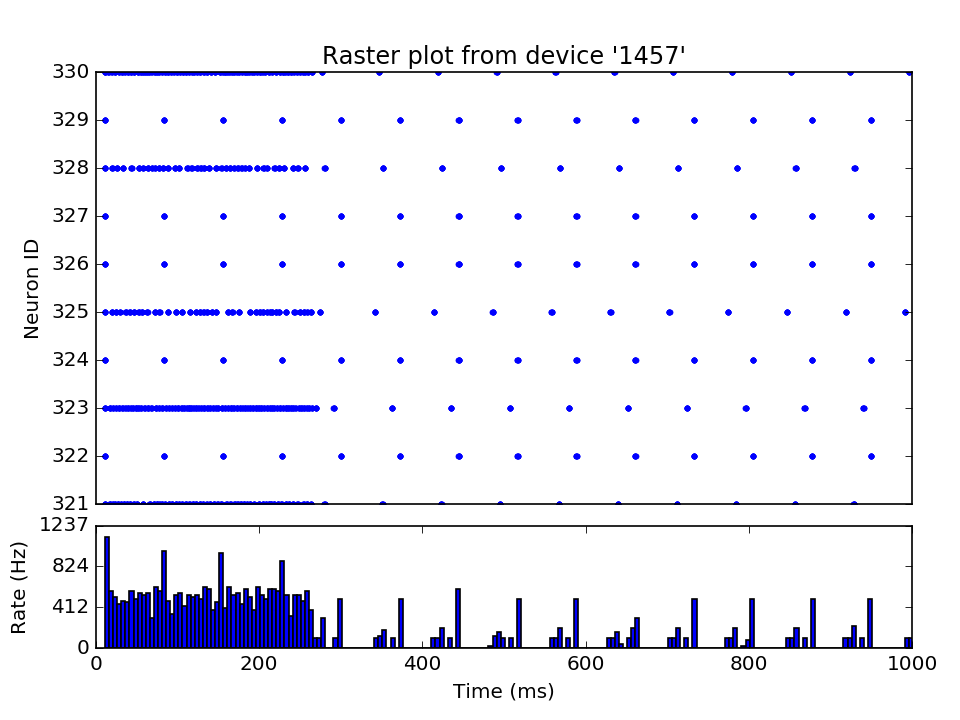 Raster plot from device '1457'
330
329
328
327
326
325
324
323
322
321
Neuron ID
1237
824
412
0
Rate (Hz)
0 200 400 600 800 1000
Time (ms)